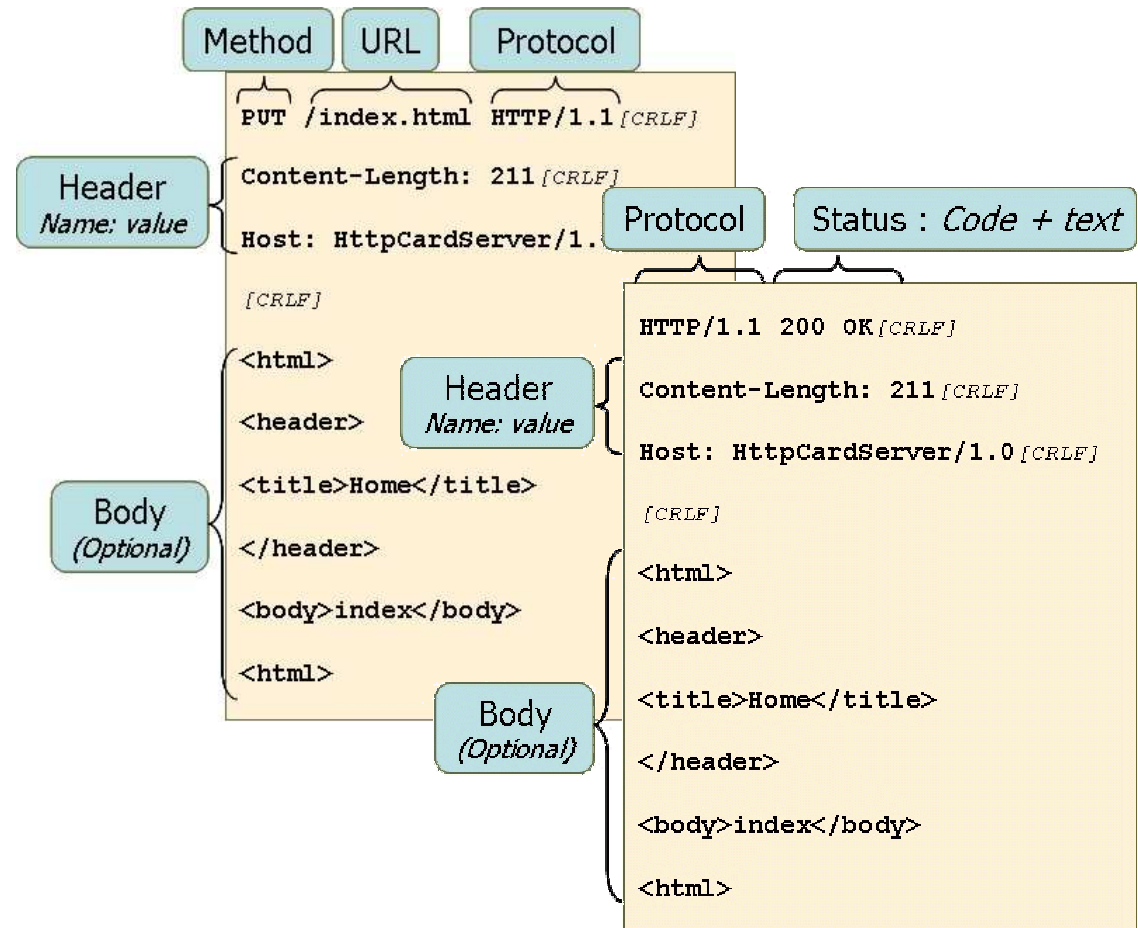 Method URL Protocol
PUT /index.html HTTP/1.1[CRLF]
Header
Name: value
Content-Length: 211[CRLF]
Host: HttpCardServer/1.
[CRLF]
Body
(Optional)
<html>
<header>
<title>Home</title>
</header>
<body>index</body>
<html>
Protocol Status : Code + text
HTTP/1.1 200 OK[CRLF]
Header
Name: value
Content-Length: 211[CRLF]
Host: HttpCardServer/1.0[CRLF]
[CRLF]
Body
(Optional)
<html>
<header>
<title>Home</title>
</header>
<body>index</body>
<html>